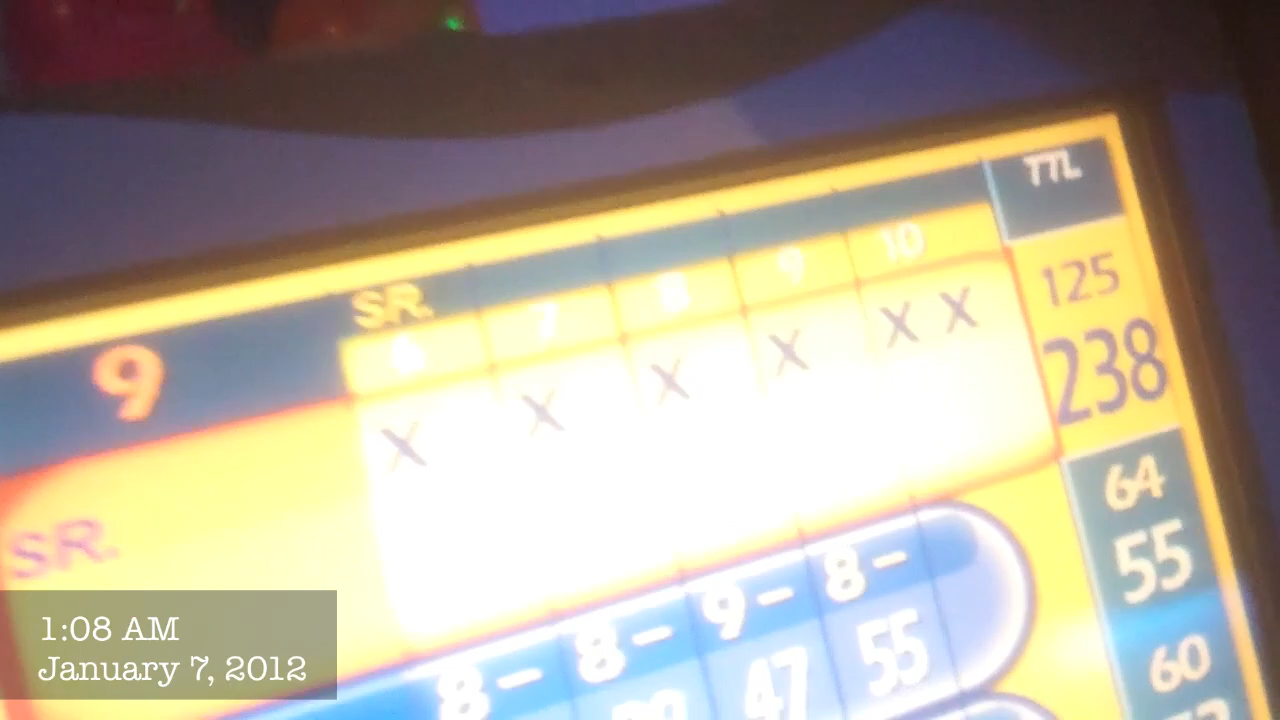 TTL
SR.
9
6 7 8 9 10
125
X X X X X X
238
SR.
64
8- 8- 9- 8-
55
47 55
60
1:08 AM
January 7, 2012